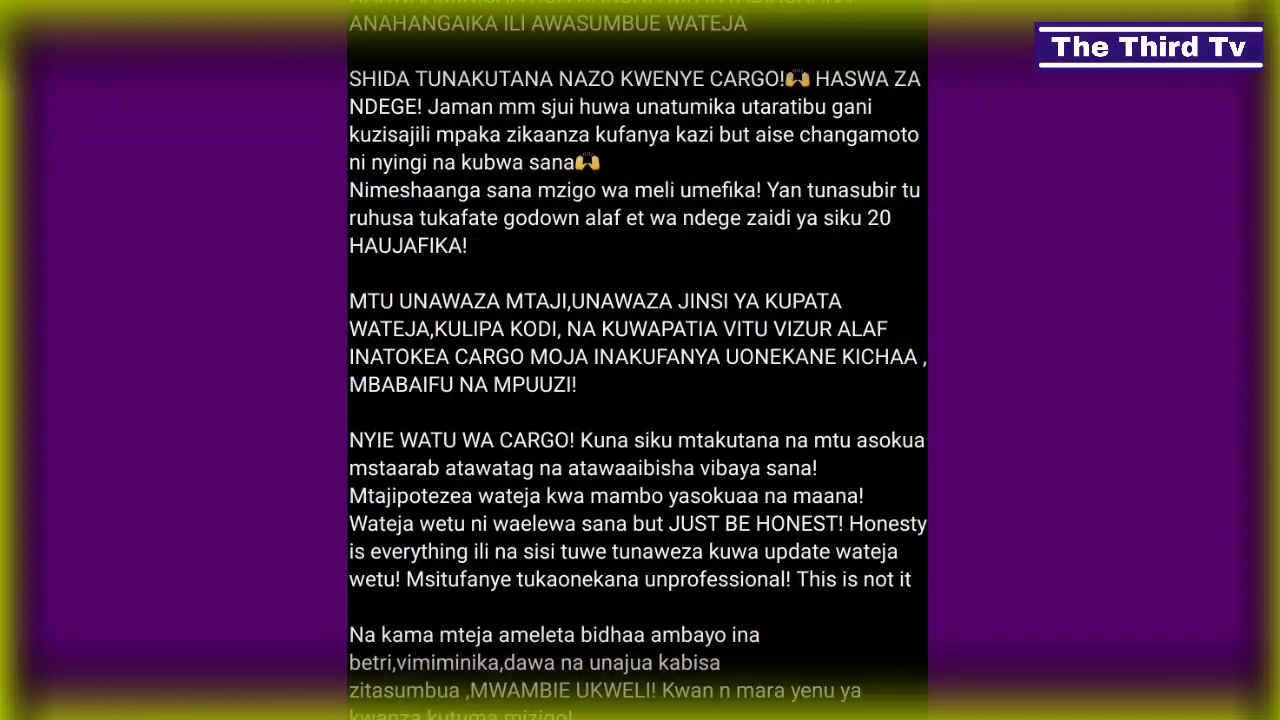 The Third Tv
ANAHANGAIKA ILI AWASUMBUE WATEJA
SHIDA TUNAKUTANA NAZO KWENYE CARGO!🙌 HASWA ZA
NDEGE! Jaman mm sjui huwa unatumika utaratibu gani
kuzisajili mpaka zikaanza kufanya kazi but aise changamoto
ni nyingi na kubwa sana🙌
Nimeshaanga sana mzigo wa meli umefika! Yan tunasubir tu
ruhusa tukafate godown alaf et wa ndege zaidi ya siku 20
HAUJAFIKA!
MTU UNAWAZA MTAJI,UNAWAZA JINSI YA KUPATA
WATEJA,KULIPA KODI, NA KUWAPATIA VITU VIZUR ALAF
INATOKEA CARGO MOJA INAKUFANYA UONEKANE KICHAA ,
MBABAIFU NA MPUUZI!
NYIE WATU WA CARGO! Kuna siku mtakutana na mtu asokua
mstaarab atawatag na atawaaibisha vibaya sana!
Mtajipotezea wateja kwa mambo yasokuaa na maana!
Wateja wetu ni waelewa sana but JUST BE HONEST! Honesty
is everything ili na sisi tuwe tunaweza kuwa update wateja
wetu! Msitufanye tukaonekana unprofessional! This is not it
Na kama mteja ameleta bidhaa ambayo ina
betri,vimiminika,dawa na unajua kabisa
zitasumbua ,MWAMBIE UKWELI! Kwan n mara yenu ya
kwanza kutuma mizigo!